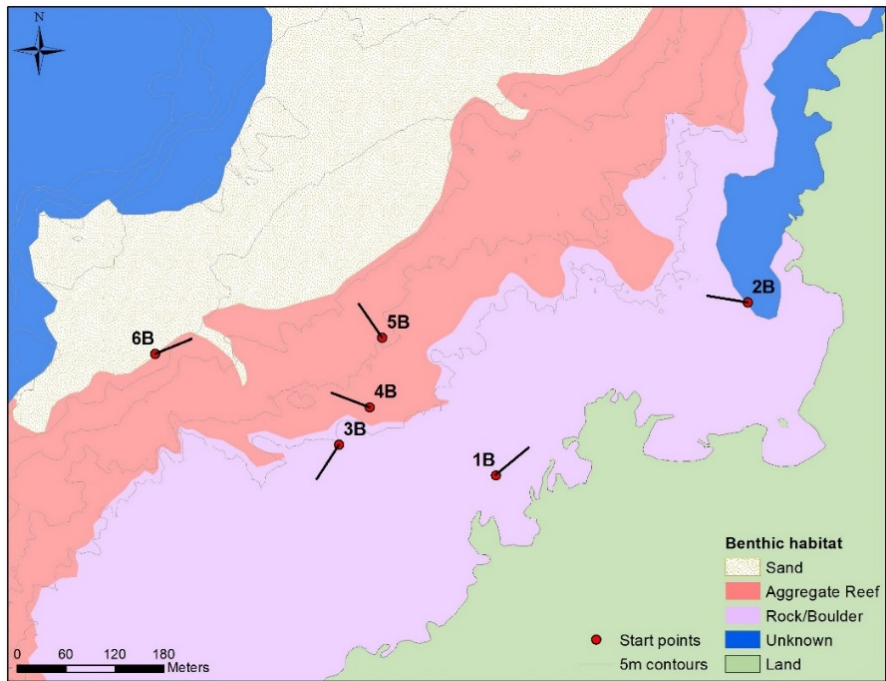 N
2B
5B
6B
4B
3B
1B
Benthic habitat
Sand
Aggregate Reef
Rock/Boulder
Start points
Unknown
5m contours
Land
0 60 120 180
Meters